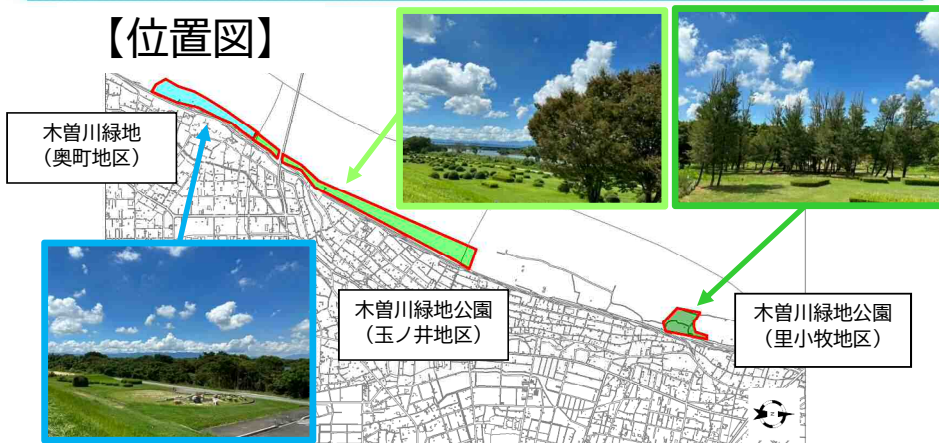 【位置図】
木曽川緑地
（奥町地区）
木曽川緑地公園
（玉ノ井地区）
木曽川緑地公園
（里小牧地区）